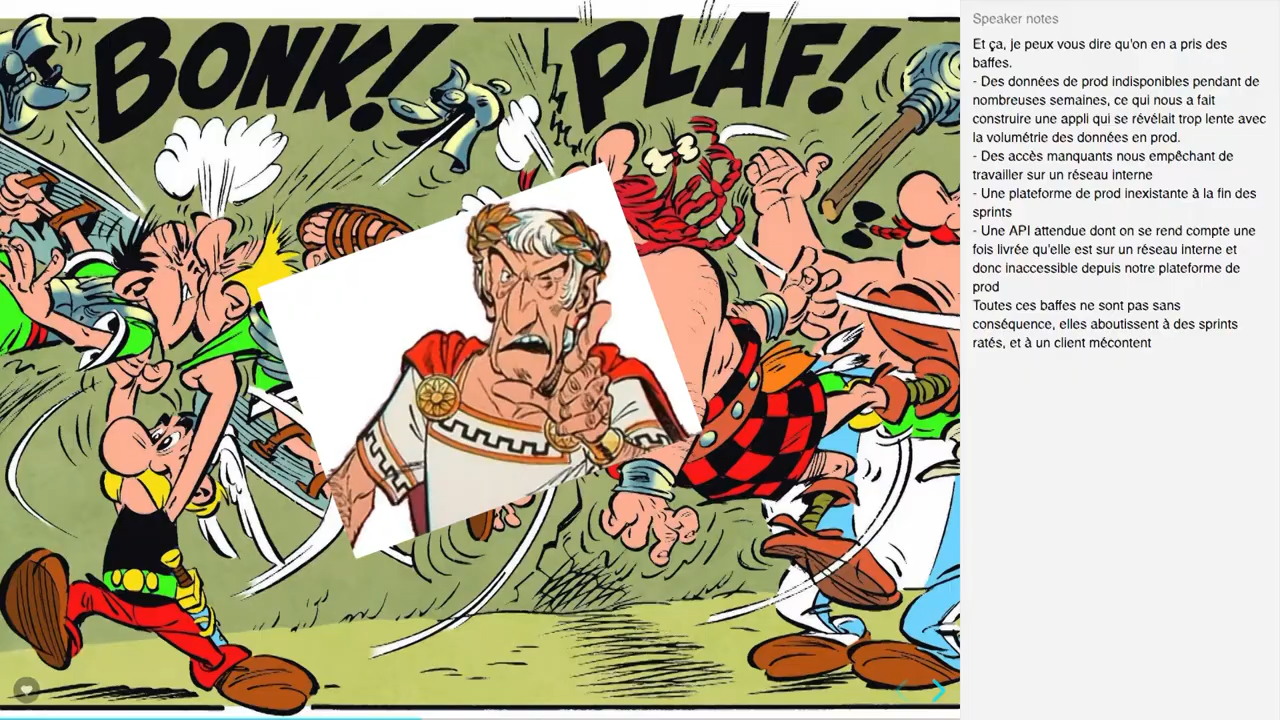 BONK! PLAF!
Speaker notes
Et ça, je peux vous dire qu'on en a pris des
baffes.
- Des données de prod indisponibles pendant de
nombreuses semaines, ce qui nous a fait
construire une appli qui se révélait trop lente avec
la volumétrie des données en prod.
- Des accès manquants nous empêchant de
travailler sur un réseau interne
- Une plateforme de prod inexistante à la fin des
sprints
- Une API attendue dont on se rend compte une
fois livrée qu'elle est sur un réseau interne et
donc inaccessible depuis notre plateforme de
prod
Toutes ces baffes ne sont pas sans
conséquence, elles aboutissent à des sprints
ratés, et à un client mécontent